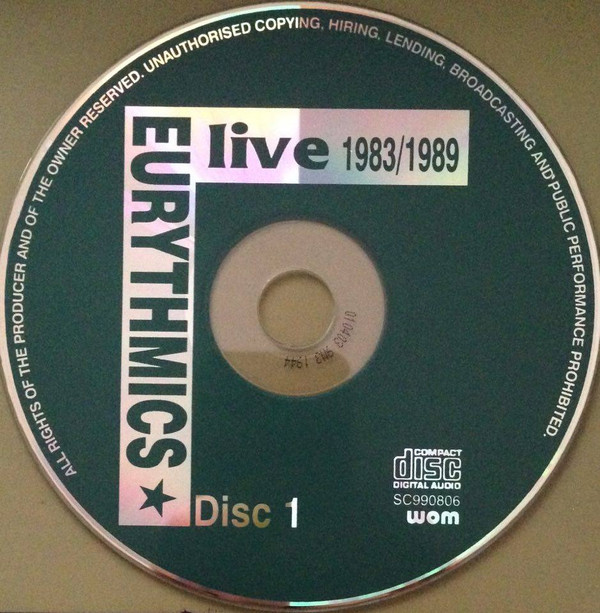 ALL RIGHTS OF THE PRODUCER AND OF THE OWNER RESERVED. UNAUTHORISED COPYING, HIRING, LENDING, BROADCASTING AND PUBLIC PERFORMANCE PROHIBITED.
live 1983/1989
EURYTHMICS
Disc 1
COMPACT
disc
DIGITAL AUDIO
SC990806
wom